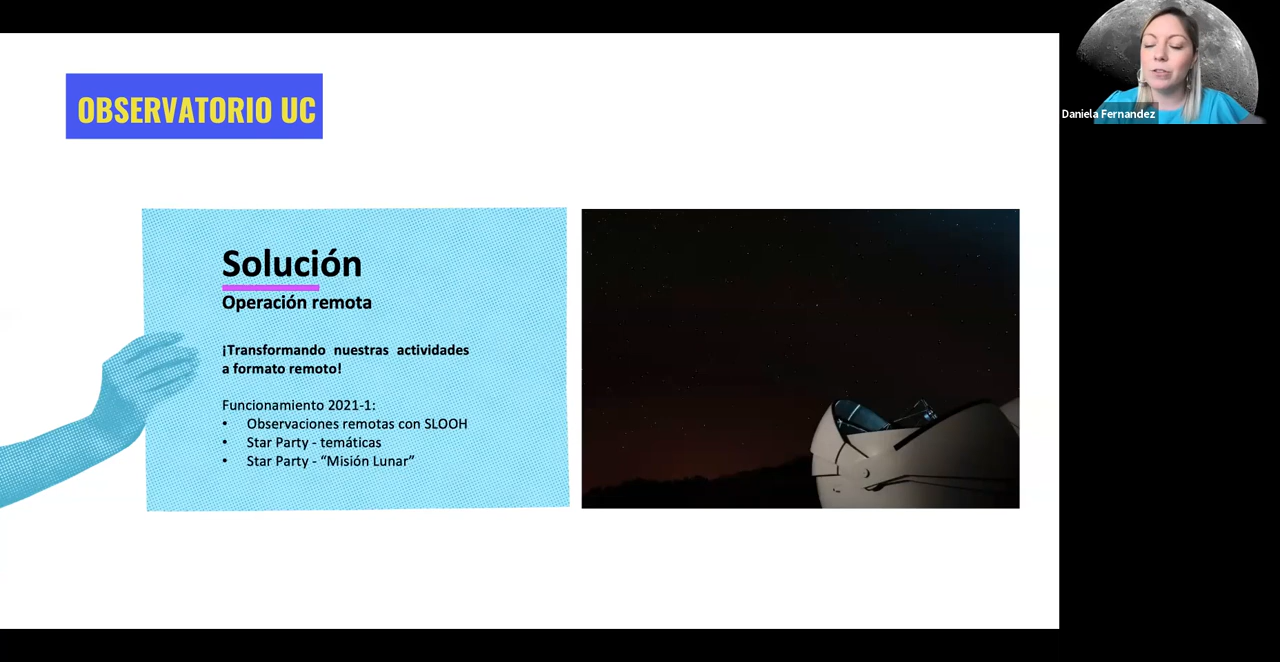 OBSERVATORIO UC
Daniela Fernandez
Solución
Operación remota
¡Transformando nuestras actividades
a formato remoto!
Funcionamiento 2021-1:
• Observaciones remotas con SLOOH
• Star Party - temáticas
• Star Party - “Misión Lunar”